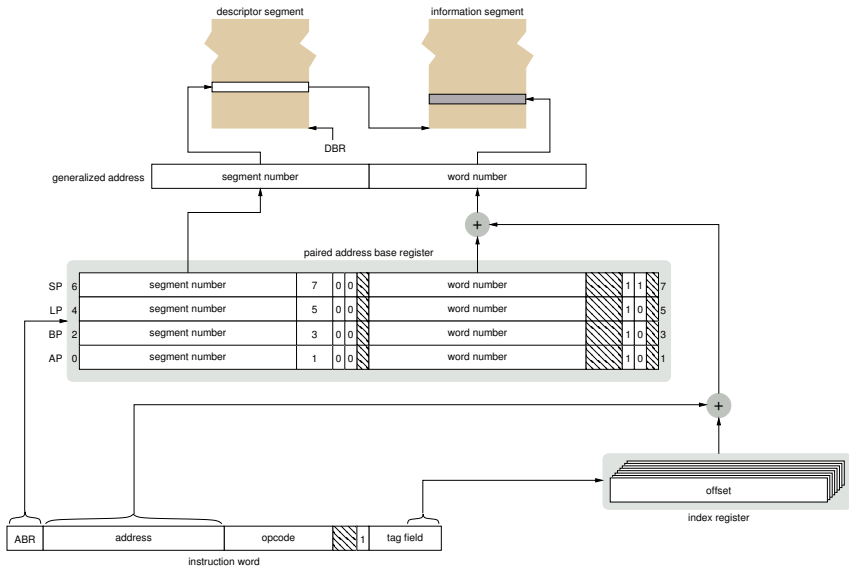 descriptor segment information segment
DBR
generalized address segment number word number
+
paired address base register
SP 6 segment number 7 0 0 word number 1 1 7
LP 4 segment number 5 0 0 word number 1 0 5
BP 2 segment number 3 0 0 word number 1 0 3
AP 0 segment number 1 0 0 word number 1 0 1
+
offset
index register
ABR address opcode 1 tag field
instruction word